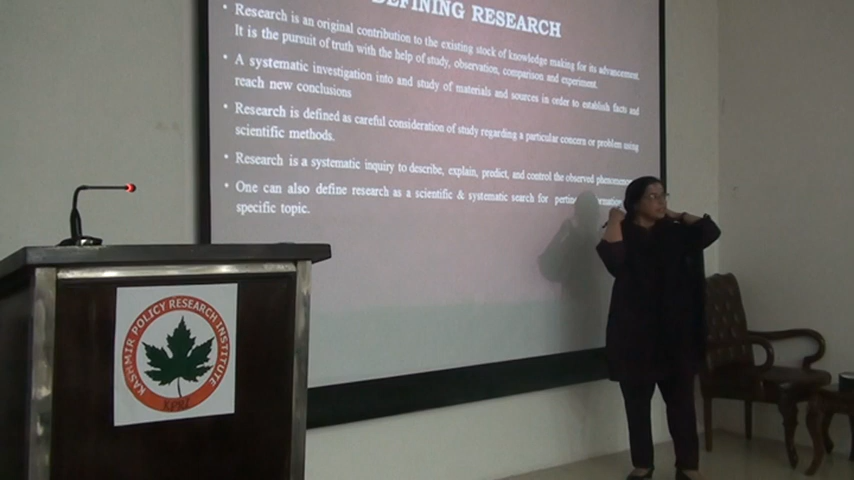 DEFINING RESEARCH
• Research is an original contribution to the existing stock of knowledge making for its advancement.
It is the pursuit of truth with the help of study, observation, comparison and experiment.
• A systematic investigation into and study of materials and sources in order to establish facts and
reach new conclusions
• Research is defined as careful consideration of study regarding a particular concern or problem using
scientific methods.
• Research is a systematic inquiry to describe, explain, predict, and control the observed phenomenon
• One can also define research as a scientific & systematic search for
specific topic.
KASHMIR POLICY RESEARCH INSTITUTE
KPRI